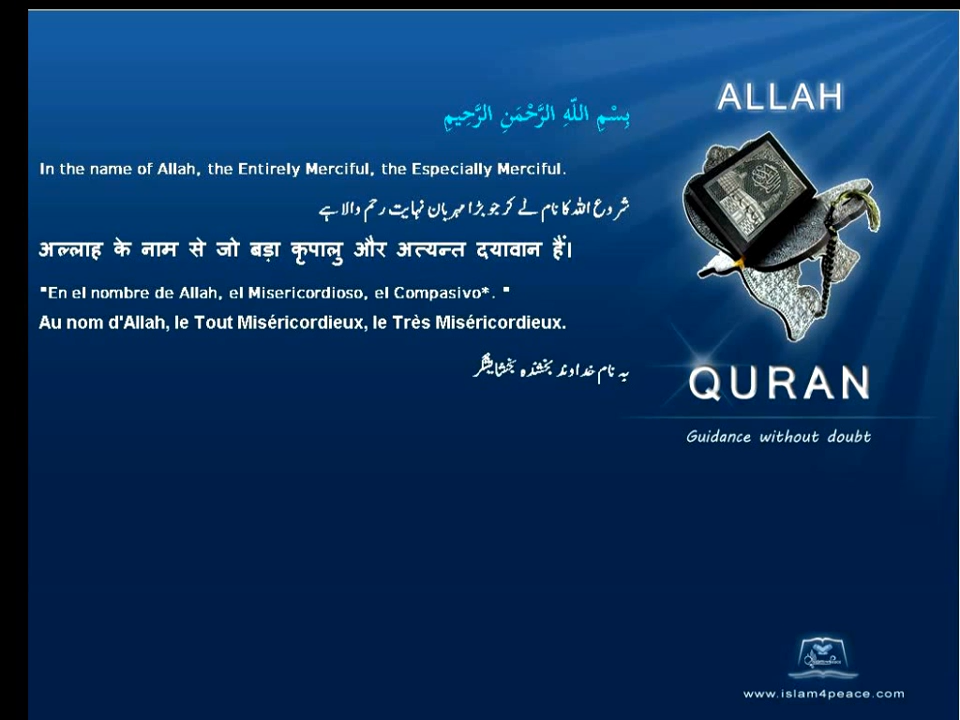 بِسْمِ اللّهِ الرَّحْمَنِ الرَّحِيمِ
In the name of Allah, the Entirely Merciful, the Especially Merciful.
شروع اللہ کا نام لے کر جو بڑا مہربان نہایت رحم والا ہے
अल्लाह के नाम से जो बड़ा कृपालु और अत्यन्त दयावान हैं।
"En el nombre de Allah, el Misericordioso, el Compasivo*. "
Au nom d'Allah, le Tout Miséricordieux, le Très Miséricordieux.
به نام خداوند بخشنده بخشایشگر
ALLAH
QURAN
Guidance without doubt
www.islam4peace.com